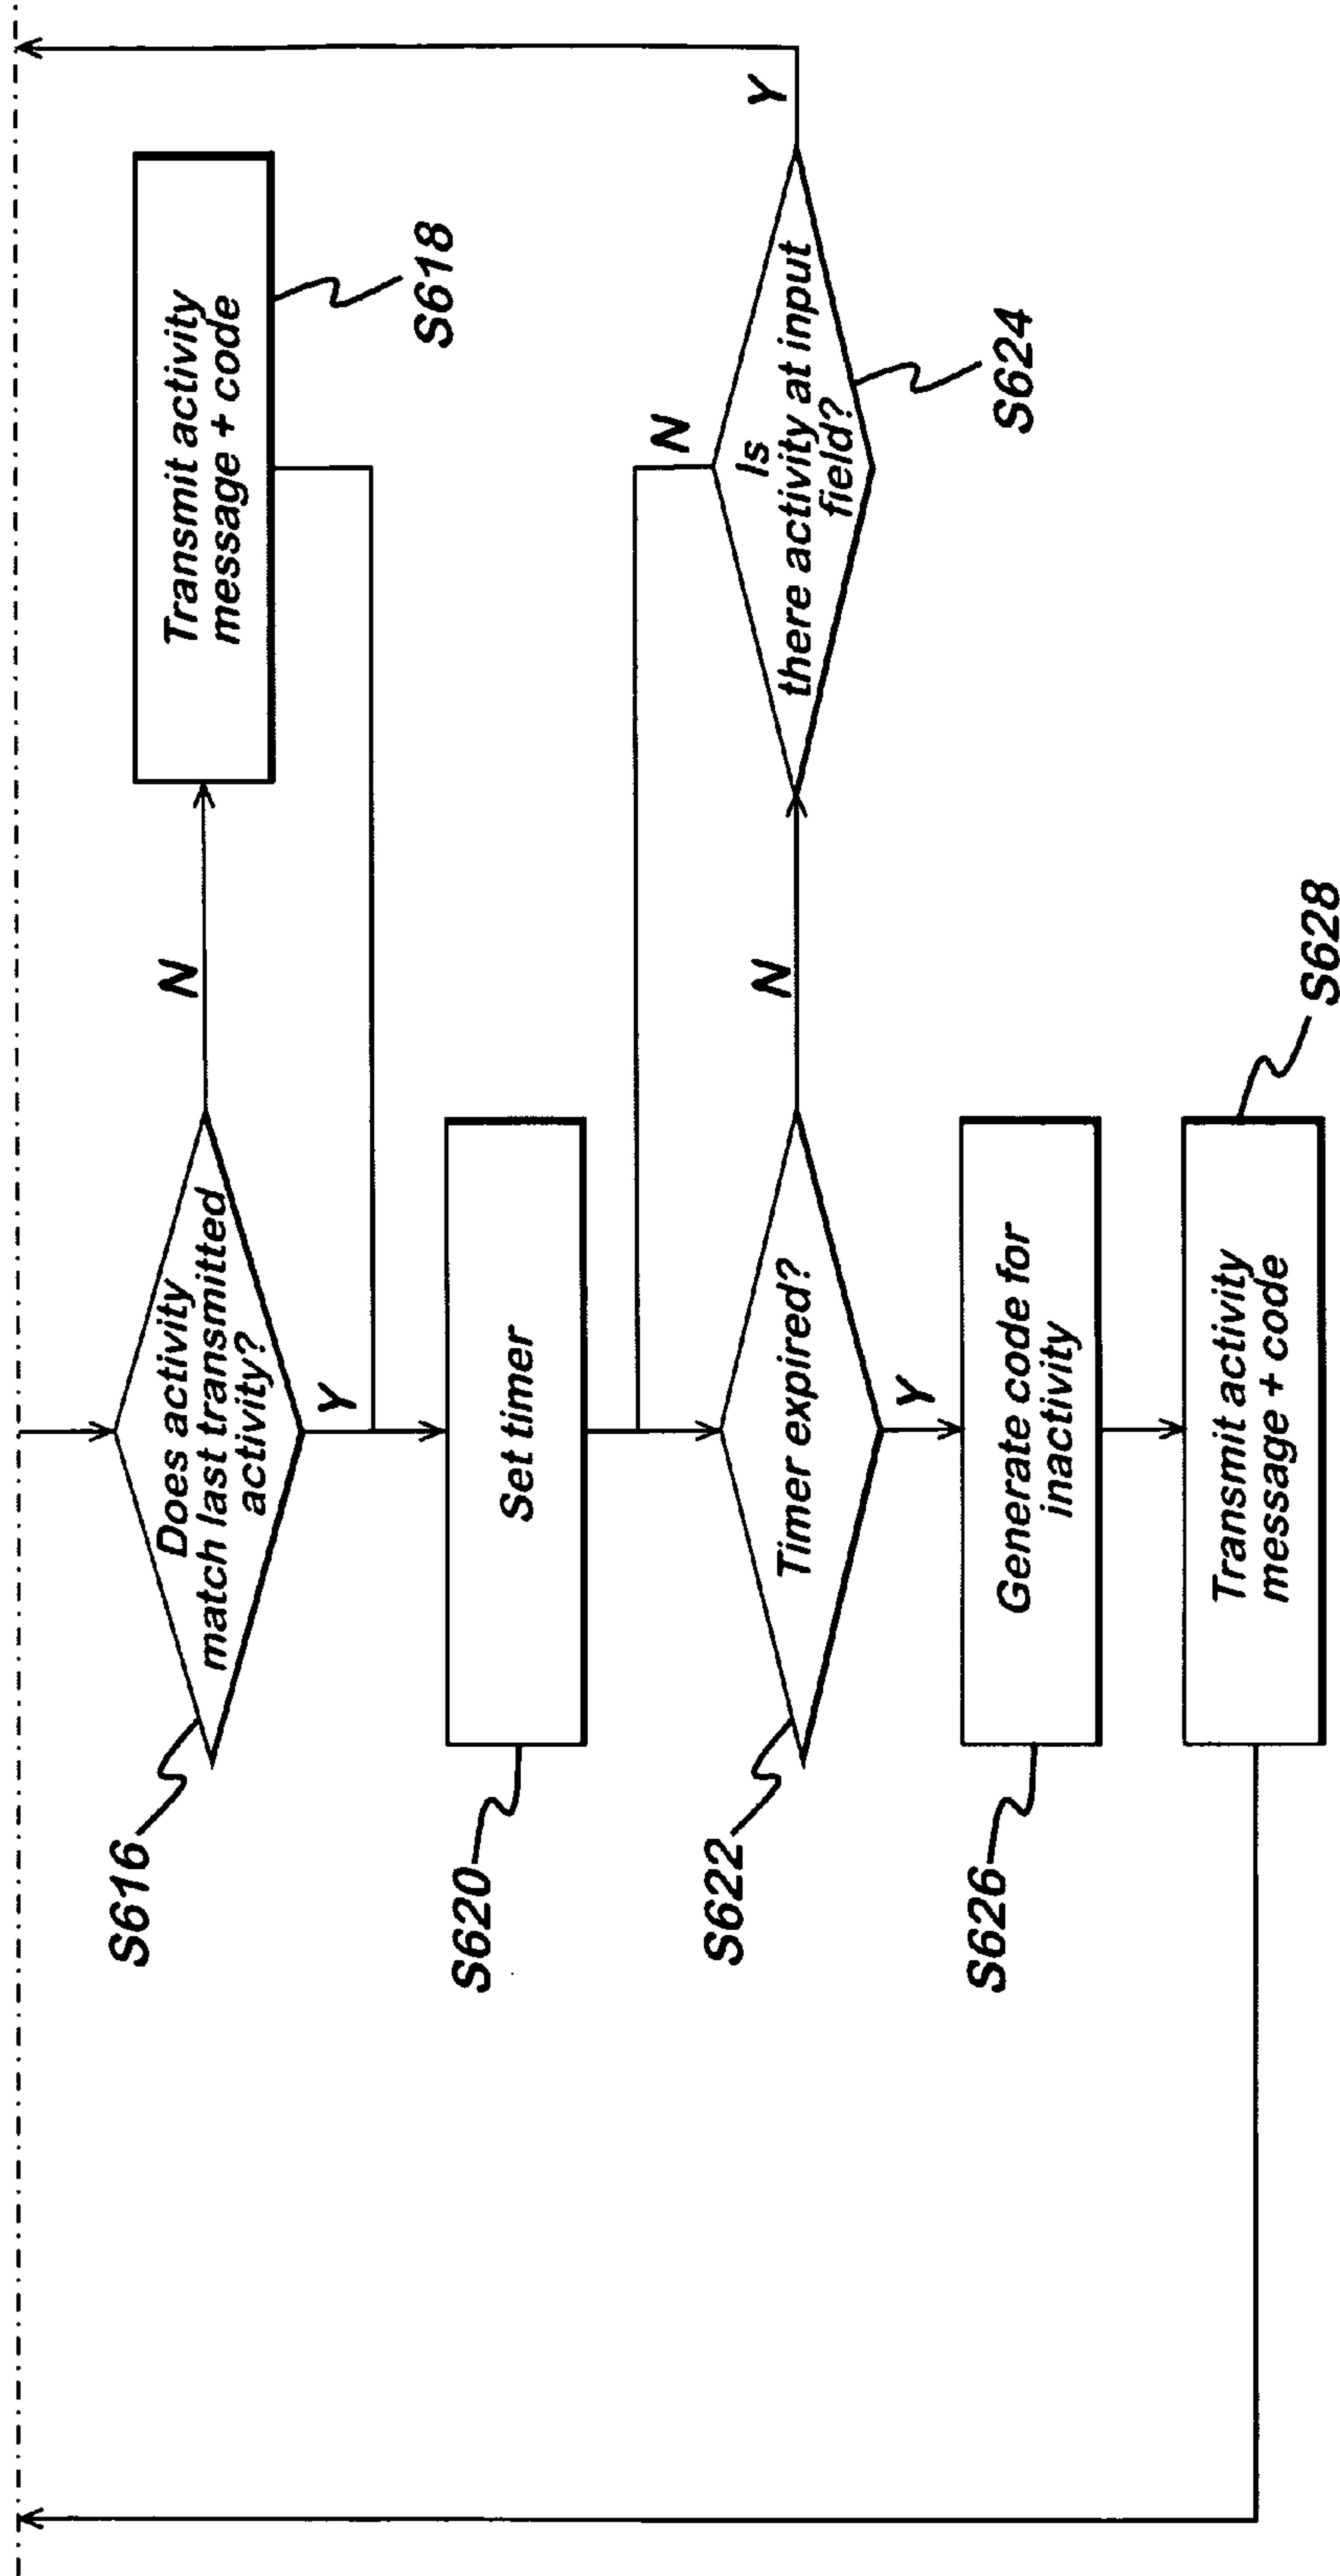 Does activity
match last transmitted
activity?
S616
N
Transmit activity
message + code
S618
Y
Set timer
S620
Timer expired?
S622
N
Is
there activity at input
field?
S624
N
Y
Y
Generate code for
inactivity
S626
Transmit activity
message + code
S628